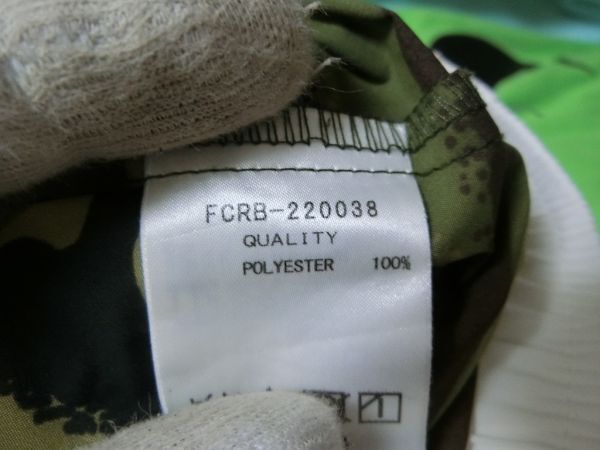 FCRB-220038
QUALITY
POLYESTER 100%